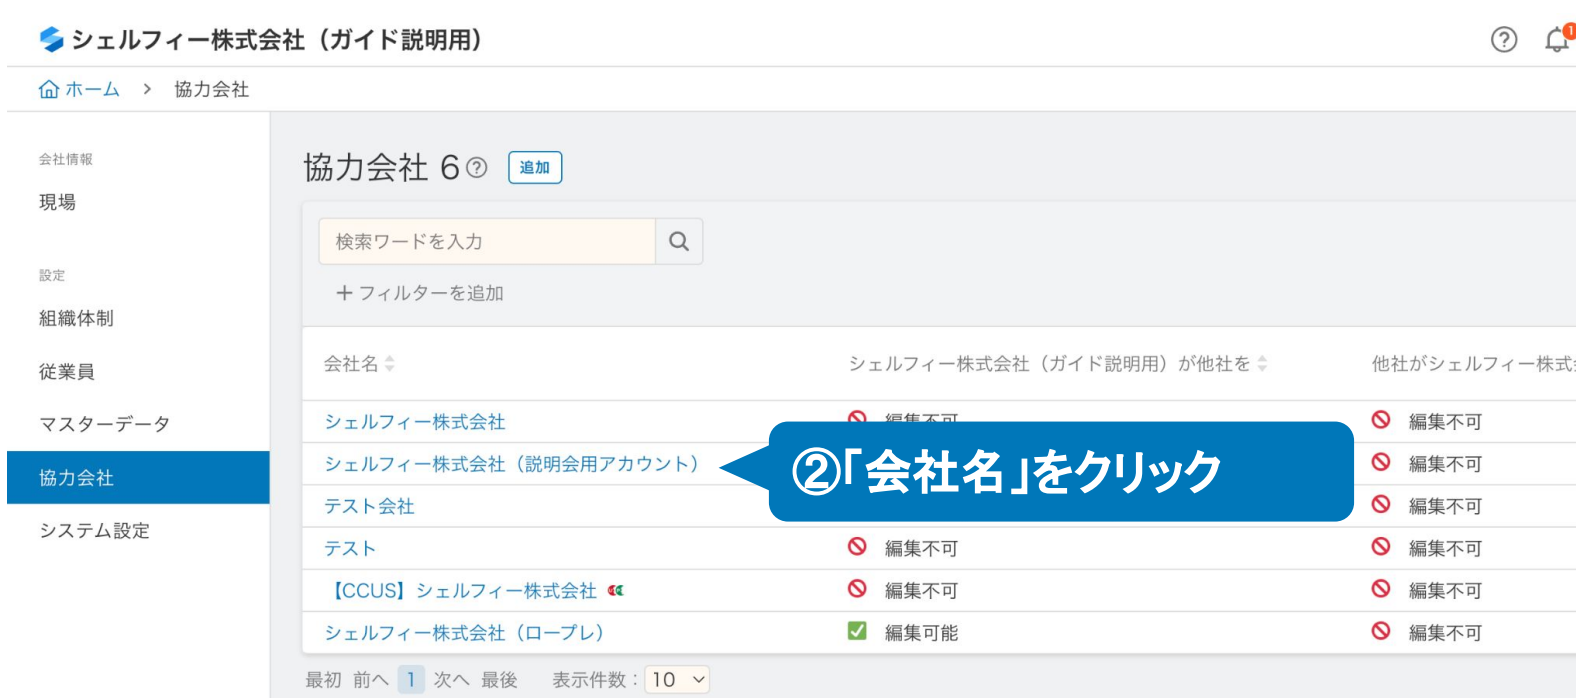 シェルフィー株式会社（ガイド説明用）
1
ホーム > 協力会社
会社情報
現場
設定
組織体制
従業員
マスターデータ
協力会社
システム設定
協力会社 6 ? 追加
検索ワードを入力
＋フィルターを追加
会社名 シェルフィー株式会社（ガイド説明用）が他社を 他社がシェルフィー株式
シェルフィー株式会社 編集不可 編集不可
シェルフィー株式会社（説明会用アカウント） 編集不可
②「会社名」をクリック
テスト会社 編集不可
テスト 編集不可 編集不可
【CCUS】シェルフィー株式会社 編集不可 編集不可
シェルフィー株式会社（ロープレ） 編集可能 編集不可
最初 前へ 1 次へ 最後 表示件数： 10